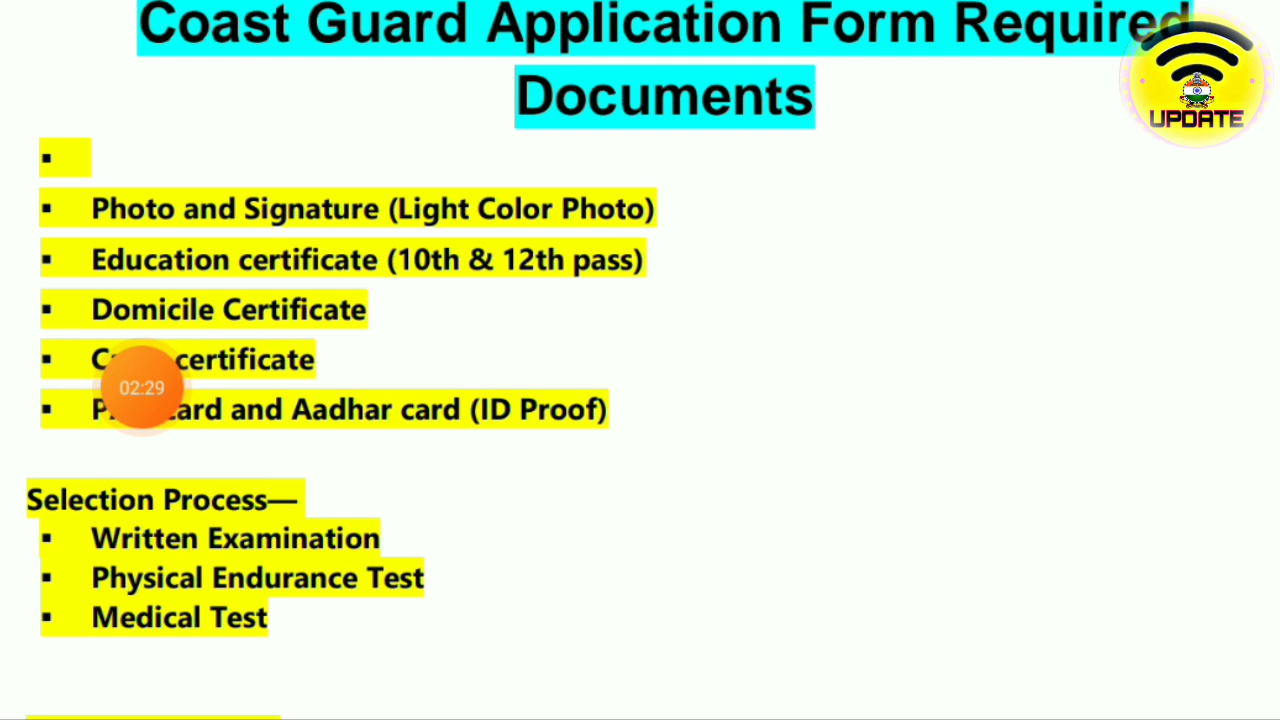 Coast Guard Application Form Required
Documents
UPDATE
▪
▪ Photo and Signature (Light Color Photo)
▪ Education certificate (10th & 12th pass)
▪ Domicile Certificate
▪ certificate
02:29
▪ card and Aadhar card (ID Proof)
Selection Process—
▪ Written Examination
▪ Physical Endurance Test
▪ Medical Test